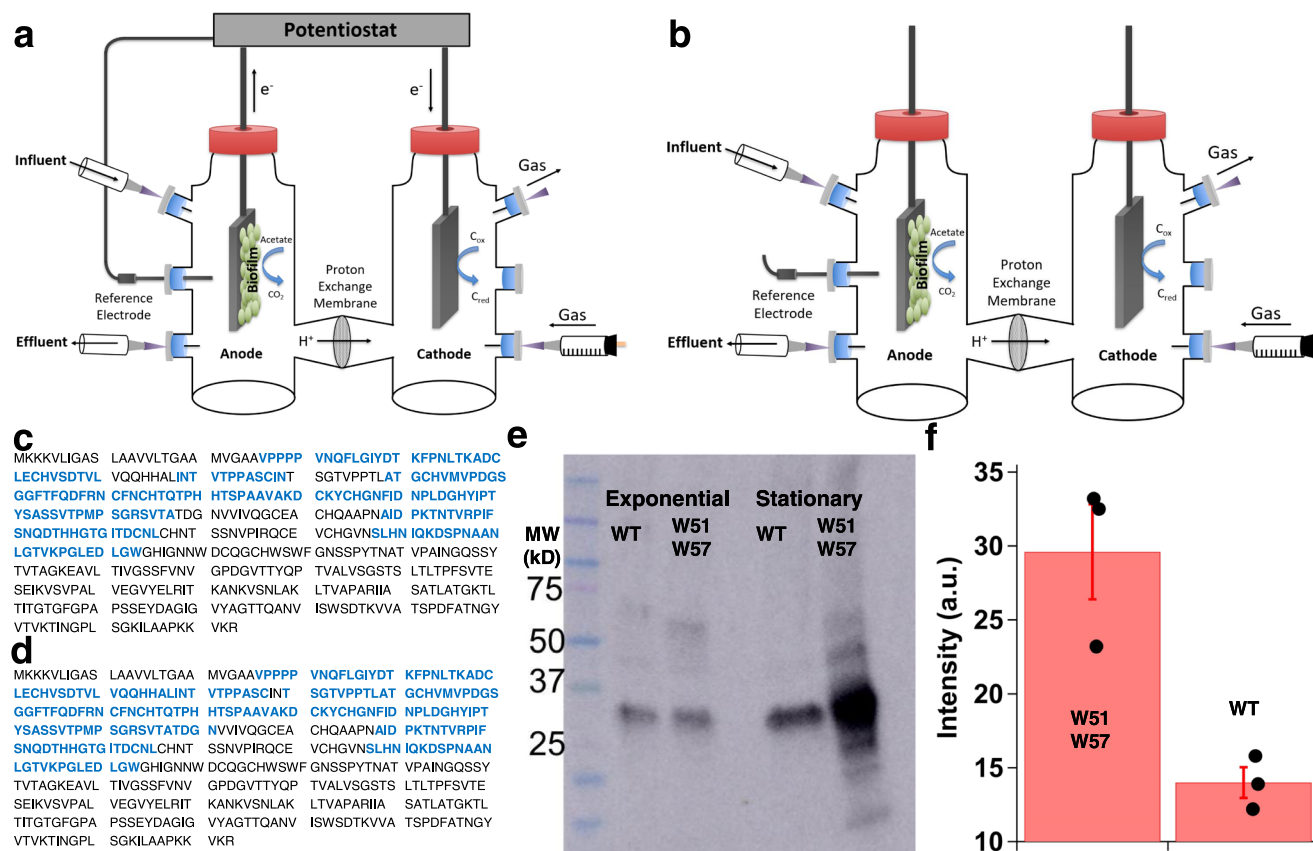 a
Potentiostat
e-
e-
Influent
Gas
Biofilm
Acetate
CO2
Cox
Cred
Reference
Electrode
Proton
Exchange
Membrane
Gas
Effluent
Anode
H+
Cathode
b
Influent
Gas
Biofilm
Acetate
CO2
Cox
Cred
Reference
Electrode
Proton
Exchange
Membrane
Gas
Effluent
Anode
H+
Cathode
c
MKKKVLIGAS LAAVVLTGAA MVGAAVPPPP VNQFLGIYDT KFPNLTKADC
LECHVSDTVL VQQHHALINT VTPPASCINT SGTVPPTLAT GCHVMVPDGS
GGFTFQDFRN CFNCHTQTPH HTSPAAVAKD CKYCHGNFID NPLDGHYIPT
YSASSVTPMP SGRSVTATDG NVVIVQGCEA CHQAAPNAID PKTNTVRPIF
SNQDTHHGTG ITDCNLCHNT SSNVPIRQCE VCHGVNSLHN IQKDSPNAAN
LGTVKPGLED LGWGHIGNNW DCQGCHWSWF GNSSPYTNAT VPAINGQSSY
TVTAGKEAVL TIVGSSFVNV GPDGVTTYQP TVALVSGSTS LTLTPFSVTE
SEIKVSVPAL VEGVYELRIT KANKVSNLAK LTVAPARIIA SATLATGKTL
TITGTGFGPA PSSEYDAGIG VYAGTTQANV ISWSDTKVVA TSPDFATNGY
VTVKTINGPL SGKILAAPKK VKR
d
MKKKVLIGAS LAAVVLTGAA MVGAAVPPPP VNQFLGIYDT KFPNLTKADC
LECHVSDTVL VQQHHALINT VTPPASCINT SGTVPPTLAT GCHVMVPDGS
GGFTFQDFRN CFNCHTQTPH HTSPAAVAKD CKYCHGNFID NPLDGHYIPT
YSASSVTPMP SGRSVTATDG NVVIVQGCEA CHQAAPNAID PKTNTVRPIF
SNQDTHHGTG ITDCNLCHNT SSNVPIRQCE VCHGVNSLHN IQKDSPNAAN
LGTVKPGLED LGWGHIGNNW DCQGCHWSWF GNSSPYTNAT VPAINGQSSY
TVTAGKEAVL TIVGSSFVNV GPDGVTTYQP TVALVSGSTS LTLTPFSVTE
SEIKVSVPAL VEGVYELRIT KANKVSNLAK LTVAPARIIA SATLATGKTL
TITGTGFGPA PSSEYDAGIG VYAGTTQANV ISWSDTKVVA TSPDFATNGY
VTVKTINGPL SGKILAAPKK VKR
e
Exponential Stationary
MW
(kD)
WT
W51
W57
WT
W51
W57
75
50
37
25
f
Intensity (a.u.)
35
30
25
20
15
10
W51
W57
WT